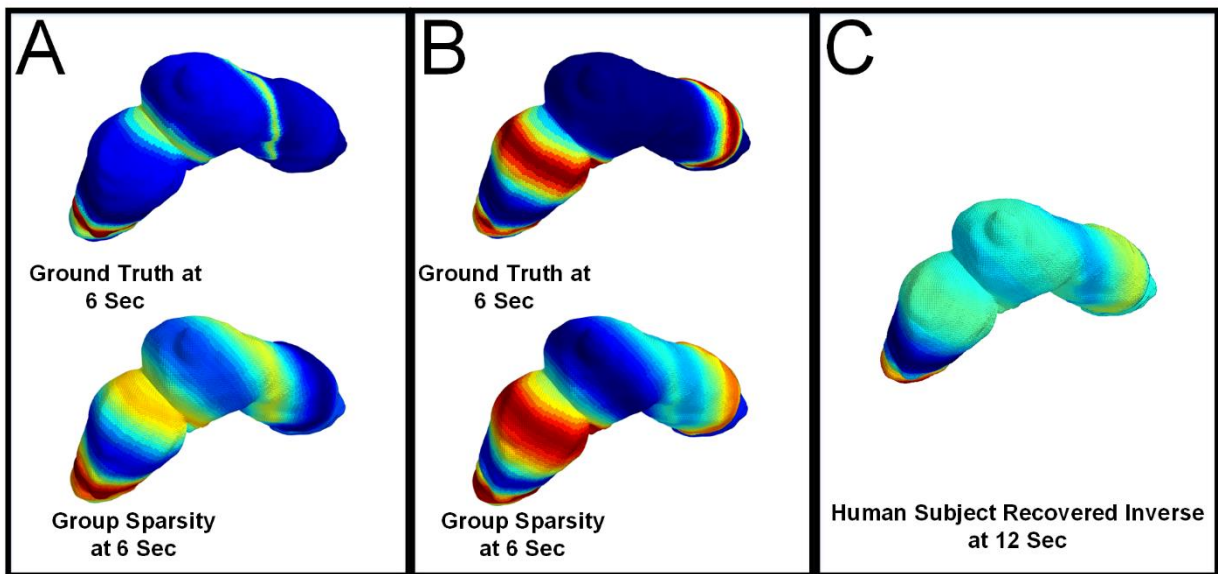 A
Ground Truth at
6 Sec
Group Sparsity
at 6 Sec
B
Ground Truth at
6 Sec
Group Sparsity
at 6 Sec
C
Human Subject Recovered Inverse
at 12 Sec